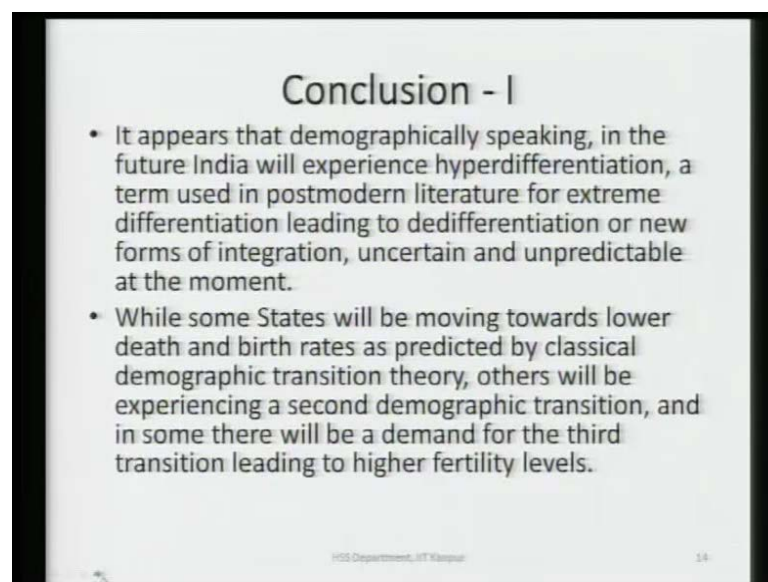 Conclusion - I
• It appears that demographically speaking, in the
future India will experience hyperdifferentiation, a
term used in postmodern literature for extreme
differentiation leading to dedifferentiation or new
forms of integration, uncertain and unpredictable
at the moment.
• While some States will be moving towards lower
death and birth rates as predicted by classical
demographic transition theory, others will be
experiencing a second demographic transition, and
in some there will be a demand for the third
transition leading to higher fertility levels.
HSS Department, IIT Kanpur
14